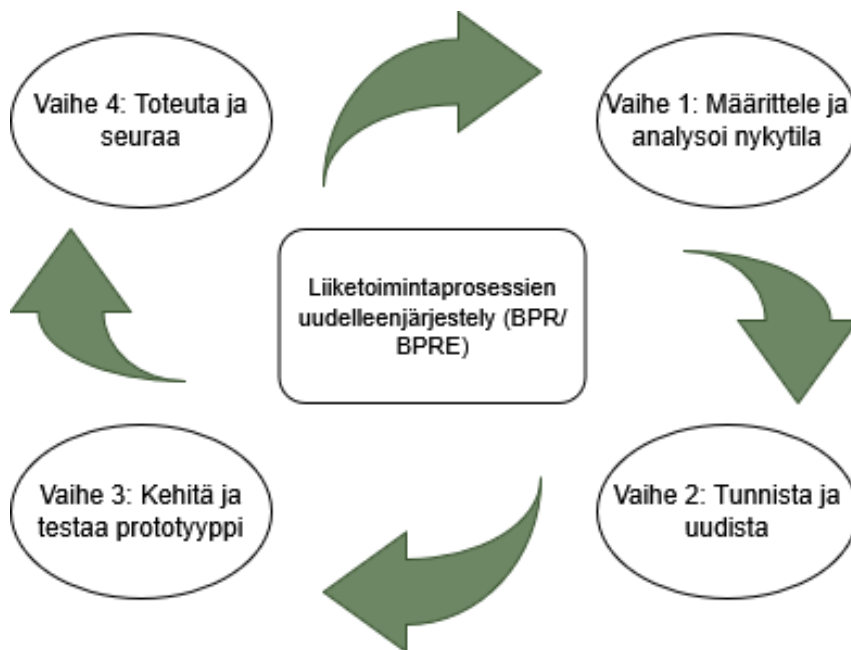 Vaihe 4: Toteuta ja
seuraa
Vaihe 1: Määrittele ja
analysoi nykytila
Liiketoimintaprosessien
uudelleenjärjestely (BPR/
BPRE)
Vaihe 3: Kehitä ja
testaa prototyyppi
Vaihe 2: Tunnista ja
uudista